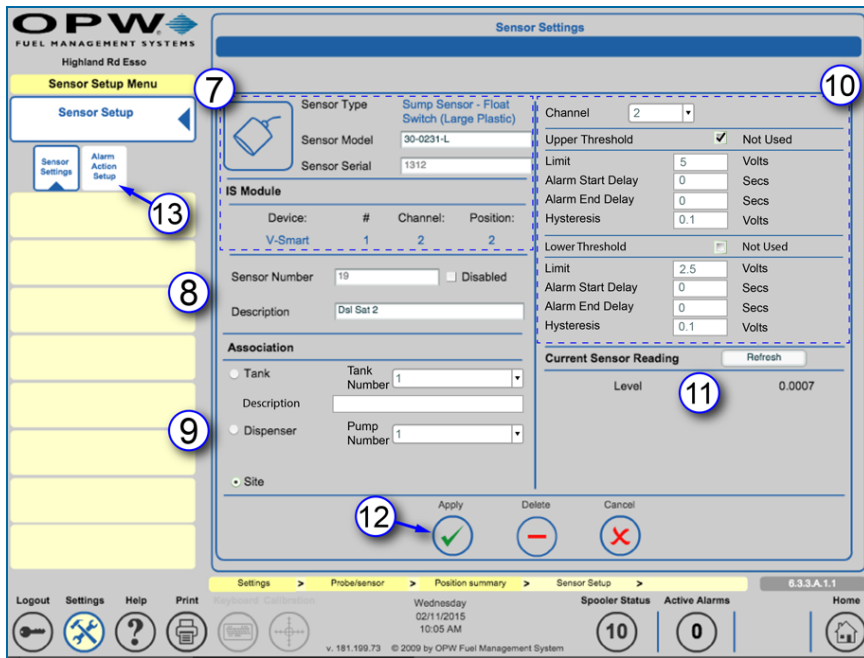 OPW
FUEL MANAGEMENT SYSTEMS
Highland Rd Esso
Sensor Setup Menu
Sensor Setup
Sensor Settings
Alarm Action Setup
13
Sensor Settings
7
Sensor Type Sump Sensor - Float Switch (Large Plastic)
Sensor Model 30-0231-L
Sensor Serial 1312
IS Module
Device: # Channel: Position:
V-Smart 1 2 2
8
Sensor Number 19 Disabled
Description Dsl Sat 2
Association
Tank Tank Number 1
Description
9
Dispenser Pump Number 1
Site
10
Channel 2
Upper Threshold Not Used
Limit 5 Volts
Alarm Start Delay 0 Secs
Alarm End Delay 0 Secs
Hysteresis 0.1 Volts
Lower Threshold Not Used
Limit 2.5 Volts
Alarm Start Delay 0 Secs
Alarm End Delay 0 Secs
Hysteresis 0.1 Volts
Current Sensor Reading Refresh
Level 0.0007
11
12
Apply Delete Cancel
Settings > Probe/sensor > Position summary > Sensor Setup > 6.3.3.A.1.1
Logout Settings Help Print Keyboard Calibration
Wednesday
02/11/2015
10:05 AM
v. 181.199.73 © 2009 by OPW Fuel Management System
Spooler Status Active Alarms Home
10 0